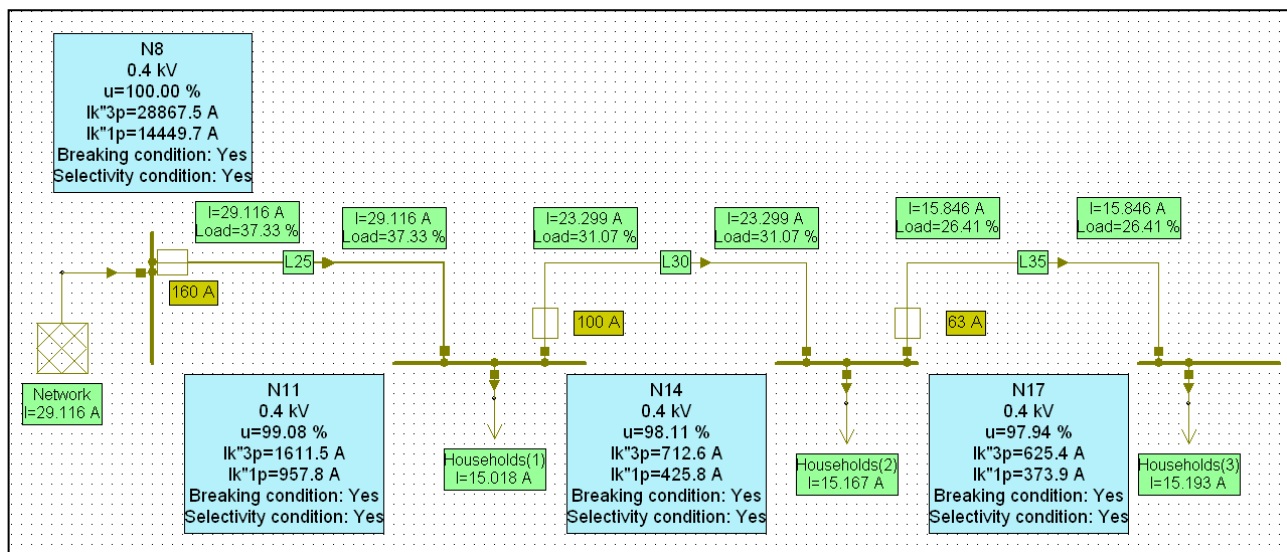 N8
0.4 kV
u=100.00 %
Ik"3p=28867.5 A
Ik"1p=14449.7 A
Breaking condition: Yes
Selectivity condition: Yes
I=29.116 A
Load=37.33 %
I=29.116 A
Load=37.33 %
I=23.299 A
Load=31.07 %
I=23.299 A
Load=31.07 %
I=15.846 A
Load=26.41 %
I=15.846 A
Load=26.41 %
L25
L30
L35
160 A
100 A
63 A
Network
I=29.116 A
N11
0.4 kV
u=99.08 %
Ik"3p=1611.5 A
Ik"1p=957.8 A
Breaking condition: Yes
Selectivity condition: Yes
Households(1)
I=15.018 A
N14
0.4 kV
u=98.11 %
Ik"3p=712.6 A
Ik"1p=425.8 A
Breaking condition: Yes
Selectivity condition: Yes
Households(2)
I=15.167 A
N17
0.4 kV
u=97.94 %
Ik"3p=625.4 A
Ik"1p=373.9 A
Breaking condition: Yes
Selectivity condition: Yes
Households(3)
I=15.193 A